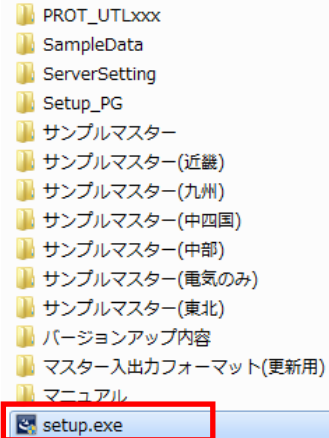 PROT_UTLxxx
SampleData
ServerSetting
Setup_PG
サンプルマスター
サンプルマスター(近畿)
サンプルマスター(九州)
サンプルマスター(中四国)
サンプルマスター(中部)
サンプルマスター(電気のみ)
サンプルマスター(東北)
バージョンアップ内容
マスター入出力フォーマット(更新用)
マニュアル
setup.exe